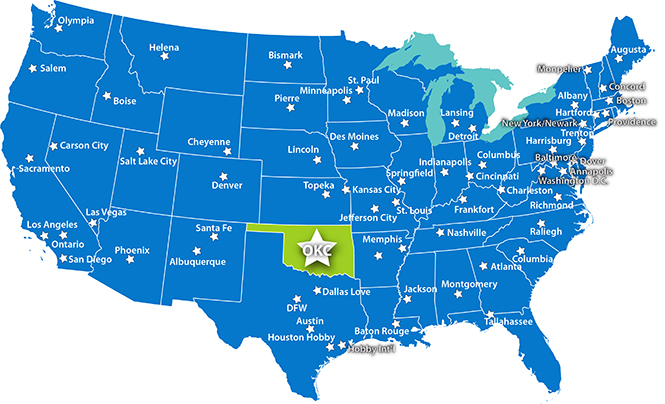 Olympia
Helena
Bismark
Augusta
Salem
St. Paul
Monpelier
Minneapolis
Concord
Boise
Pierre
Madison
Lansing
Albany
Boston
Hartford
New York/Newark
Providence
Detroit
Trenton
Carson City
Cheyenne
Des Moines
Harrisburg
Lincoln
Salt Lake City
Columbus
Baltimore
Dover
Indianapolis
Sacramento
Annapolis
Springfield
Cincinnati
Washington D.C.
Denver
Topeka
Kansas City
Charleston
Richmond
Jefferson City
St. Louis
Frankfort
Las Vegas
Los Angeles
Santa Fe
Raliegh
Nashville
Ontario
OKC
Memphis
Albuquerque
San Diego
Phoenix
Columbia
Atlanta
Montgomery
Dallas Love
Jackson
DFW
Austin
Tallahassee
Baton Rouge
Houston Hobby
Hobby Int'l